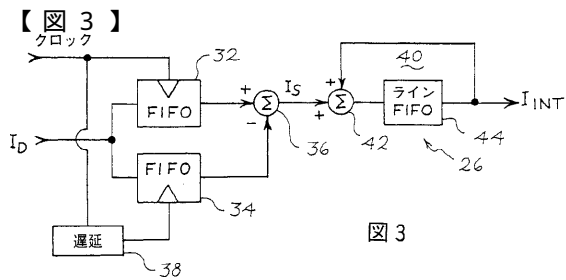 【図3】
クロック
32
FIFO
+
-
Σ
36
I_S
+
+
Σ
42
40
ライン
FIFO
44
I_INT
26
I_D
FIFO
34
遅延
38
図3